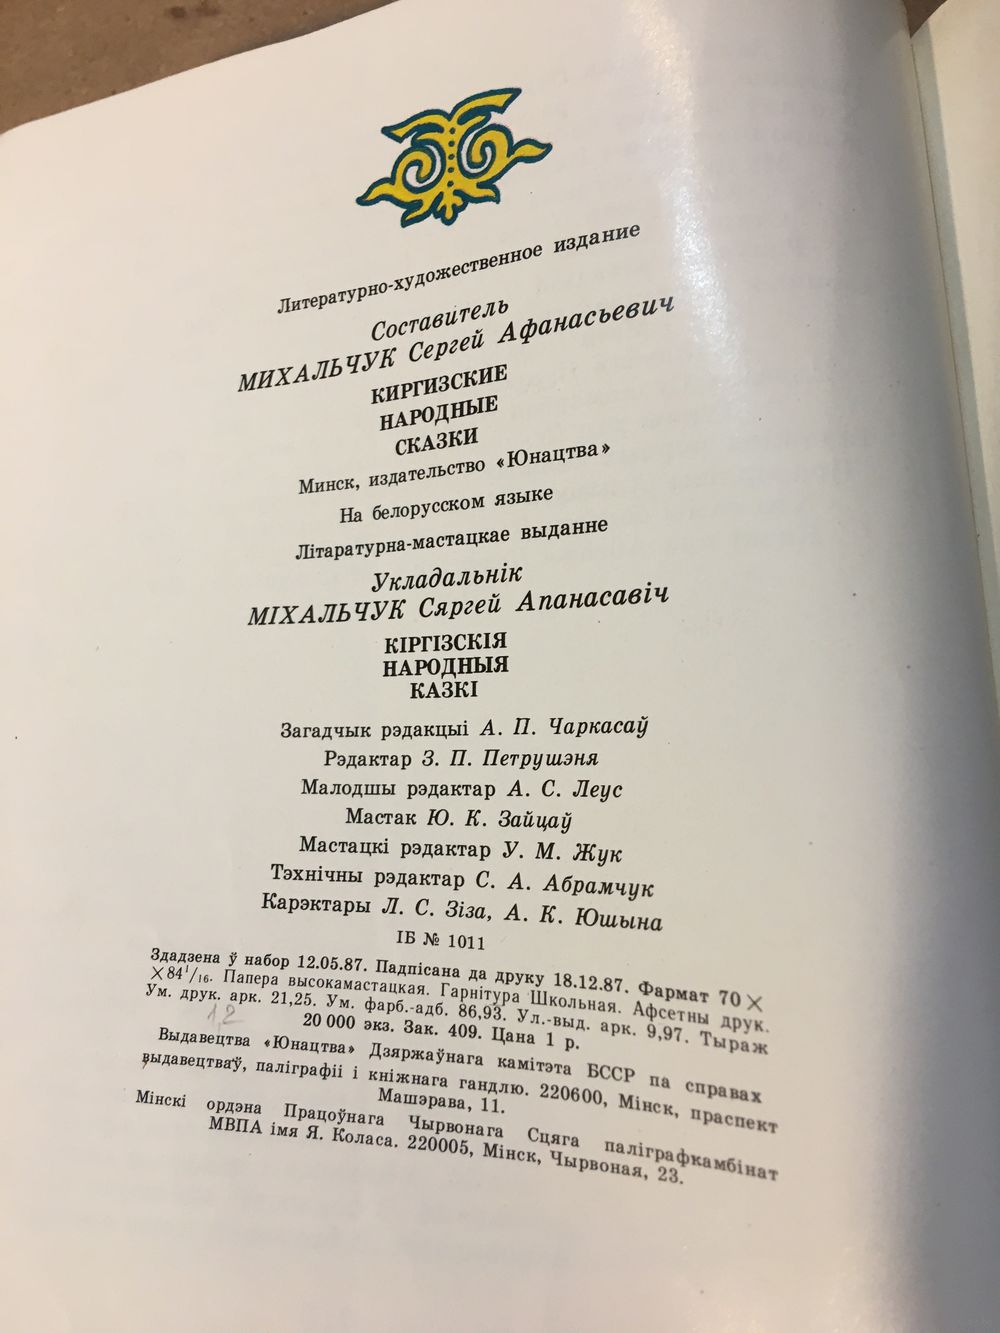 Литературно-художественное издание
Составитель
МИХАЛЬЧУК Сергей Афанасьевич
КИРГИЗСКИЕ
НАРОДНЫЕ
СКАЗКИ
Минск, издательство «Юнацтва»
На белорусском языке
Літаратурна-мастацкае выданне
Укладальнік
МІХАЛЬЧУК Сяргей Апанасавіч
КІРГІЗСКІЯ
НАРОДНЫЯ
КАЗКІ
Загадчык рэдакцыі А. П. Чаркасаў
Рэдактар З. П. Петрушэня
Малодшы рэдактар А. С. Леус
Мастак Ю. К. Зайцаў
Мастацкі рэдактар У. М. Жук
Тэхнічны рэдактар С. А. Абрамчук
Карэктары Л. С. Зіза, А. К. Юшына
ІБ № 1011
Здадзена ў набор 12.05.87. Падпісана да друку 18.12.87. Фармат 70 ×
× 84 1/16. Папера высокамастацкая. Гарнітура Школьная. Афсетны друк.
Ум. друк. арк. 21,25. Ум. фарб.-адб. 86,93. Ул.-выд. арк. 9,97. Тыраж
20 000 экз. Зак. 409. Цана 1 р.
1,2
Выдавецтва «Юнацтва» Дзяржаўнага камітэта БССР па справах
выдавецтваў, паліграфіі і кніжнага гандлю. 220600, Мінск, праспект
Машэрава, 11.
Мінскі ордэна Працоўнага Чырвонага Сцяга паліграфкамбінат
МВПА імя Я. Коласа. 220005, Мінск, Чырвоная, 23.